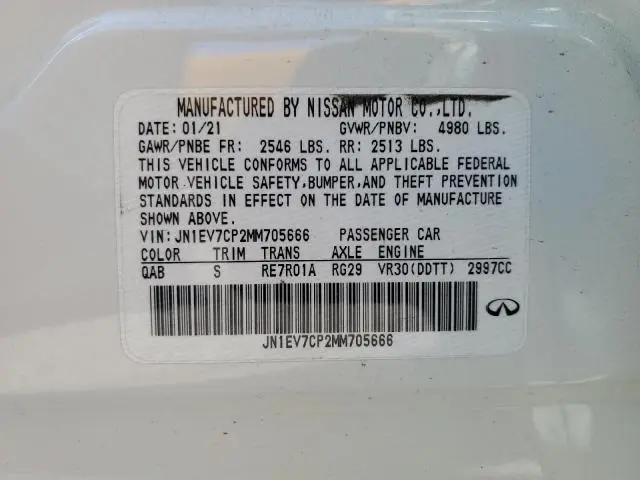 MANUFACTURED BY NISSAN MOTOR CO.,LTD.
DATE: 01/21 GVWR/PNBV: 4980 LBS.
GAWR/PNBE FR: 2546 LBS. RR: 2513 LBS.
THIS VEHICLE CONFORMS TO ALL APPLICABLE FEDERAL
MOTOR VEHICLE SAFETY,BUMPER,AND THEFT PREVENTION
STANDARDS IN EFFECT ON THE DATE OF MANUFACTURE
SHOWN ABOVE.
VIN: JN1EV7CP2MM705666 PASSENGER CAR
COLOR TRIM TRANS AXLE ENGINE
QAB S RE7R01A RG29 VR30(DDTT) 2997CC
JN1EV7CP2MM705666